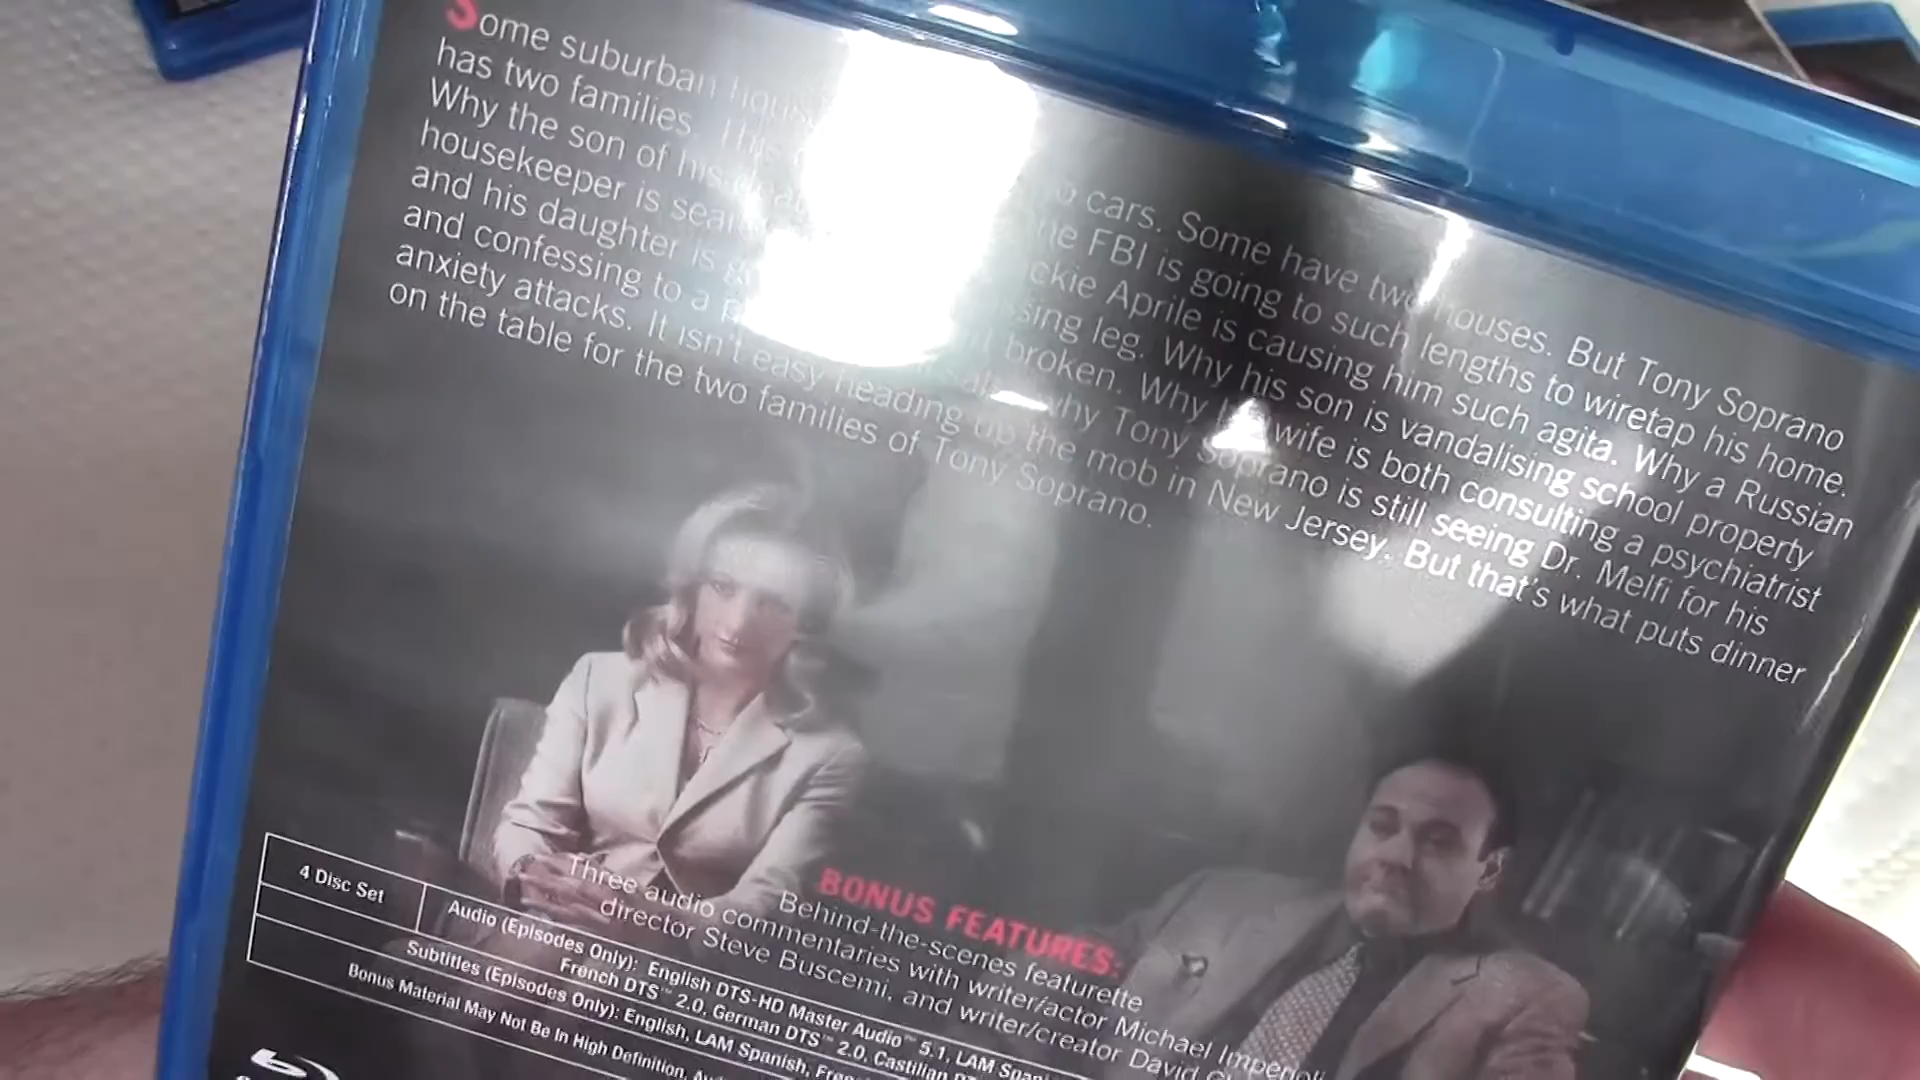 Some suburban cars. Some have two houses. But Tony Soprano
has two families. This FBI is going to such lengths to wiretap his home.
Why the son of his Aprile is causing him such agita. Why a Russian
housekeeper is leg. Why his son is vandalising school property
and his daughter is broken. Why wife is both consulting a psychiatrist
and confessing to a why Tony Soprano is still seeing Dr. Melfi for his
anxiety attacks. It isn't easy heading up the mob in New Jersey. But that's what puts dinner
on the table for the two families of Tony Soprano.
BONUS FEATURES:
Behind-the-scenes featurette
Three audio commentaries with writer/actor Michael Imperioli
director Steve Buscemi, and writer/creator David
4 Disc Set
Audio (Episodes Only): English DTS-HD Master Audio™ 5.1, LAM
French DTS™ 2.0, German DTS™ 2.0, Castilian
Subtitles (Episodes Only): English, LAM Spanish,
Bonus Material May Not Be In High Definition.